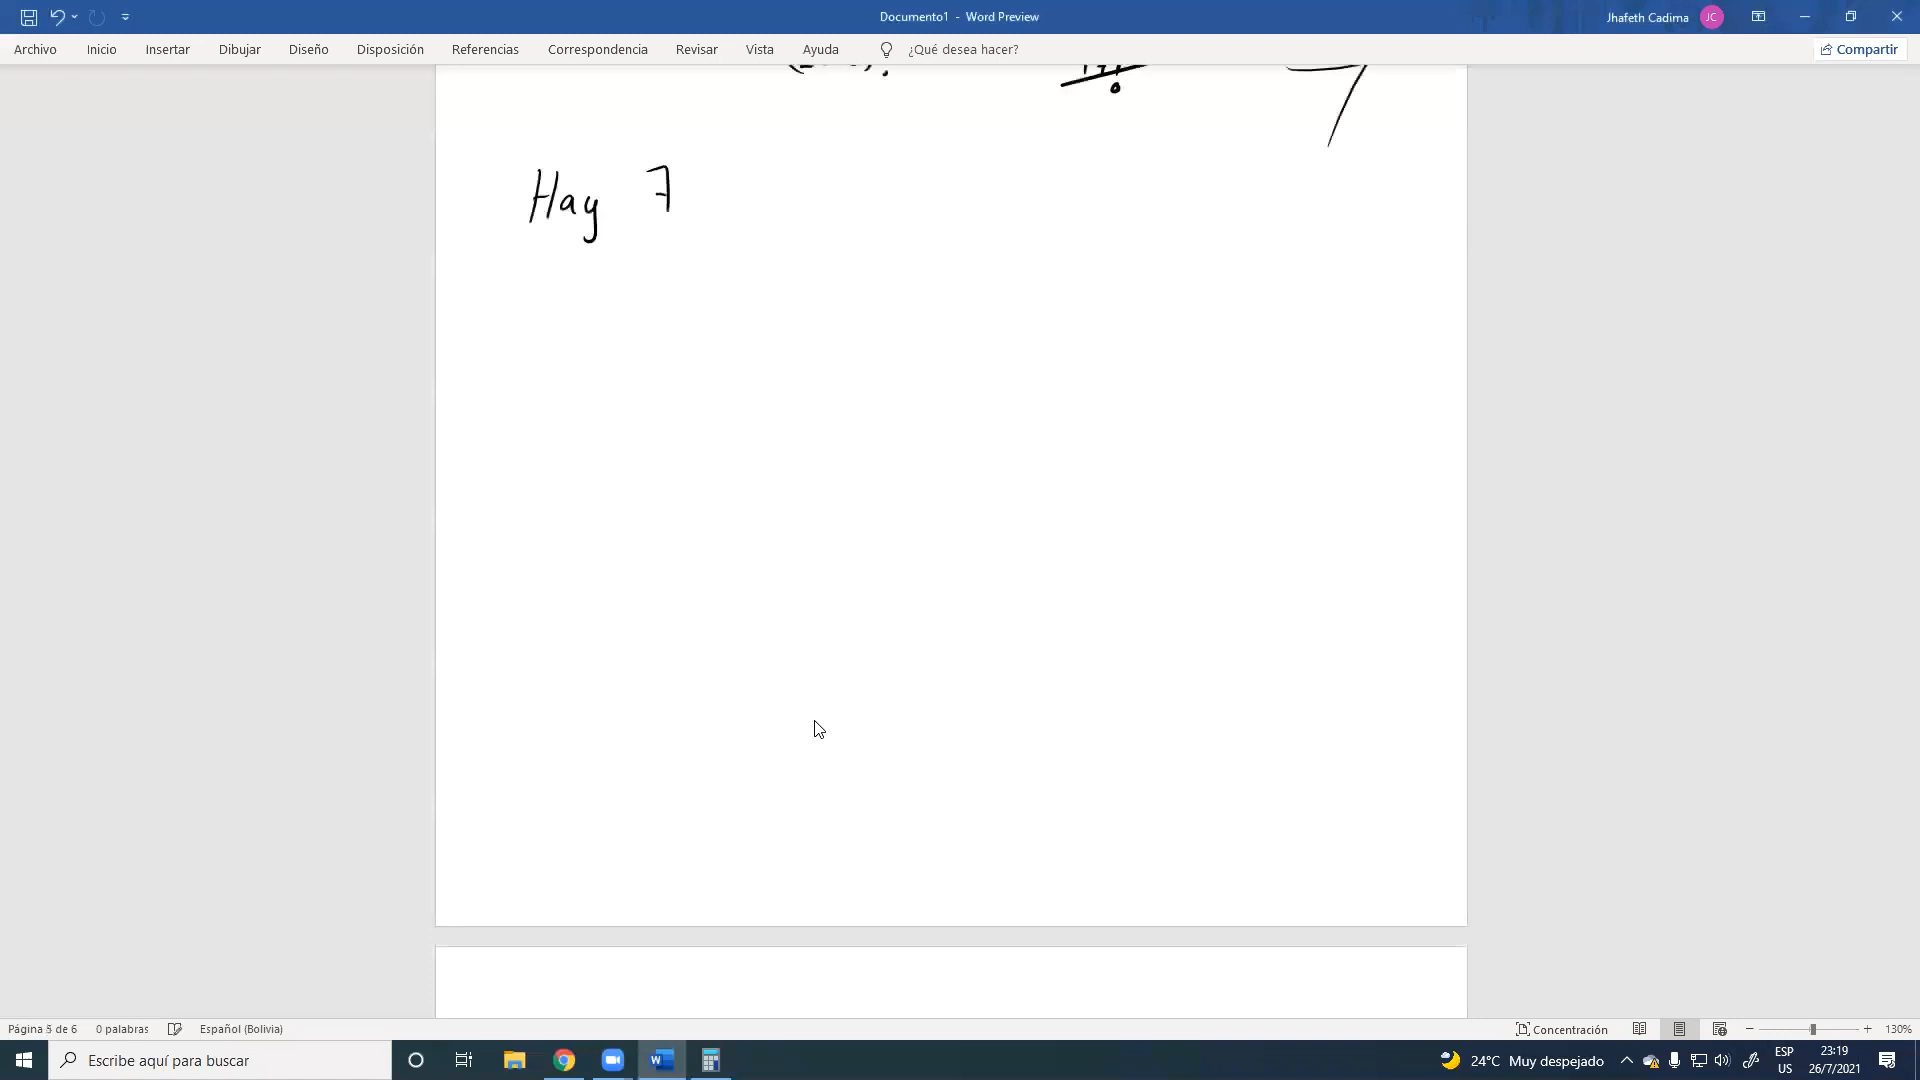 Documento1 - Word Preview
Jhafeth Cadima
JC
Archivo Inicio Insertar Dibujar Diseño Disposición Referencias Correspondencia Revisar Vista Ayuda ¿Qué desea hacer? Compartir
Hay 7
Página 5 de 6 0 palabras Español (Bolivia) Concentración 130%
Escribe aquí para buscar
24°C Muy despejado
ESP
US
23:19
26/7/2021